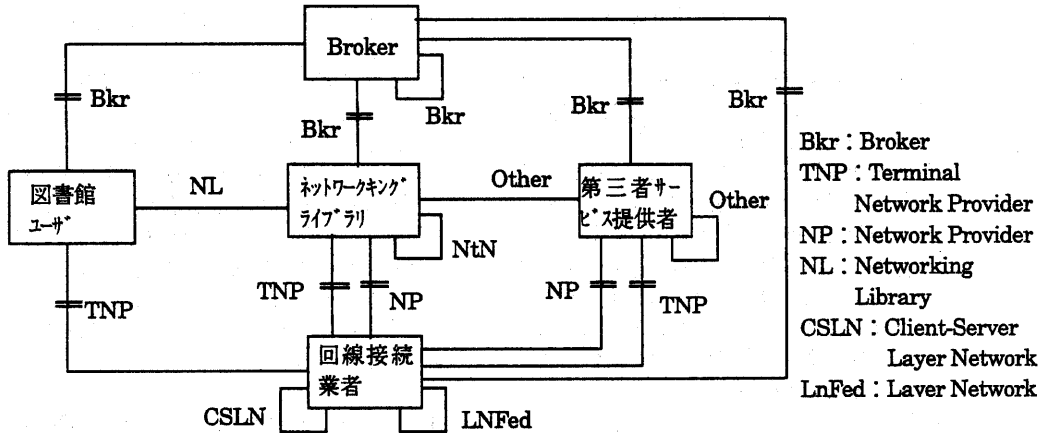 Broker
Bkr
Bkr
Bkr
Bkr
Bkr
図書館
ユーザ
NL
ネットワークキング
ライブラリ
Other
第三者サー
ビス提供者
Other
NtN
TNP
TNP
NP
NP
TNP
回線接続
業者
CSLN
LNFed
Bkr:Broker
TNP:Terminal
Network Provider
NP:Network Provider
NL:Networking
Library
CSLN:Client-Server
Layer Network
LnFed:Laver Network